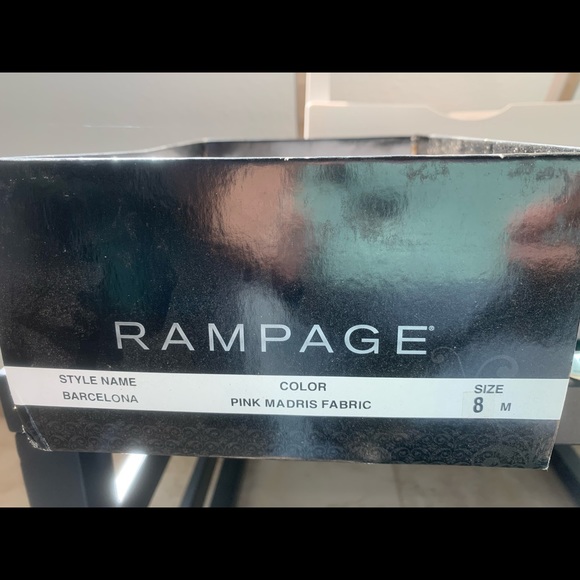 RAMPAGE®
STYLE NAME COLOR SIZE
BARCELONA PINK MADRIS FABRIC 8 M